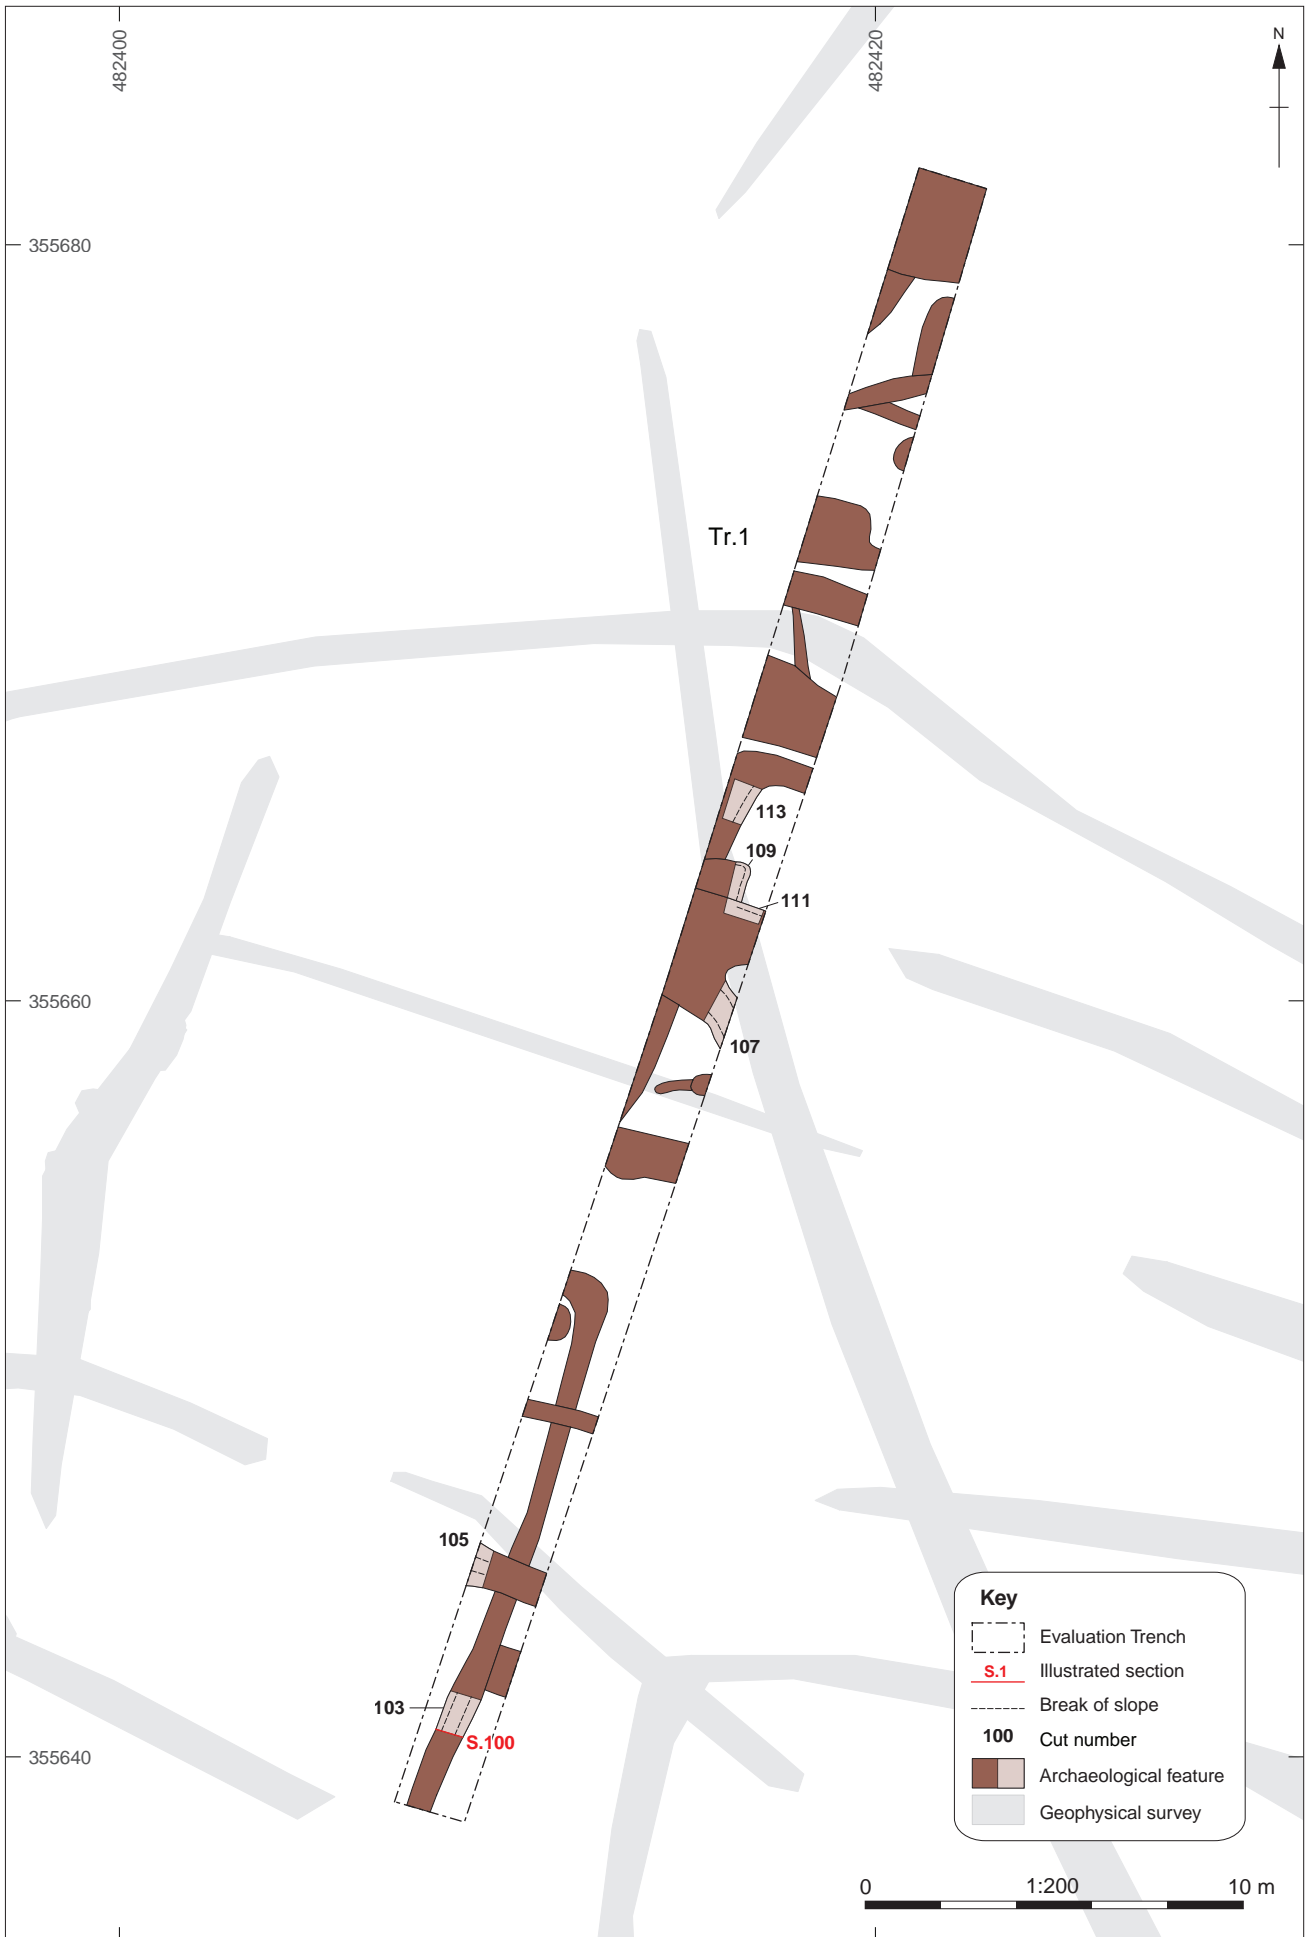 482400
482420
N
355680
Tr.1
113
109
111
355660
107
105
103
S.100
355640
Key
Evaluation Trench
S.1 Illustrated section
Break of slope
100 Cut number
Archaeological feature
Geophysical survey
0 1:200 10 m